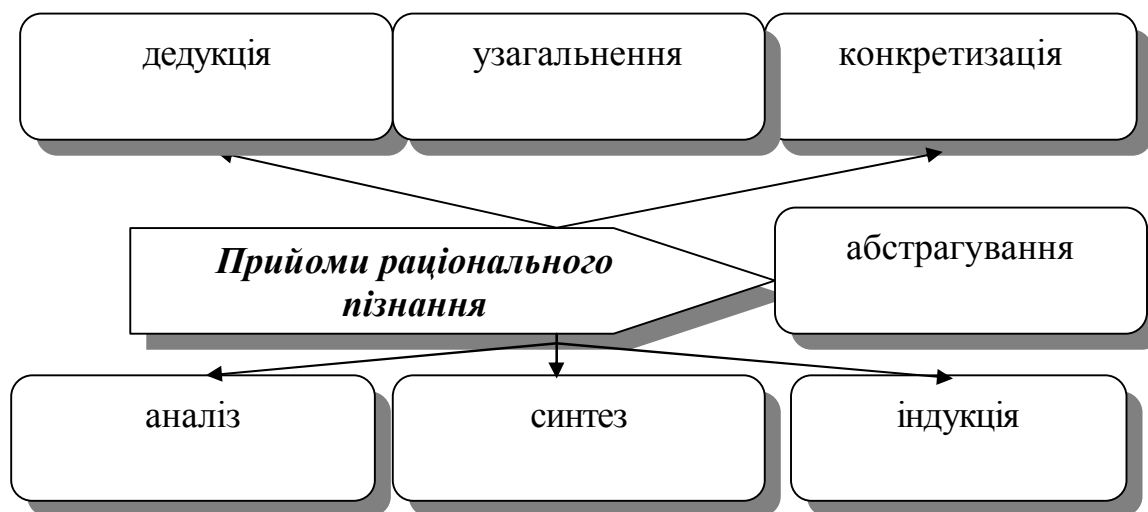 дедукція
узагальнення
конкретизація
Прийоми раціонального
пізнання
абстрагування
аналіз
синтез
індукція